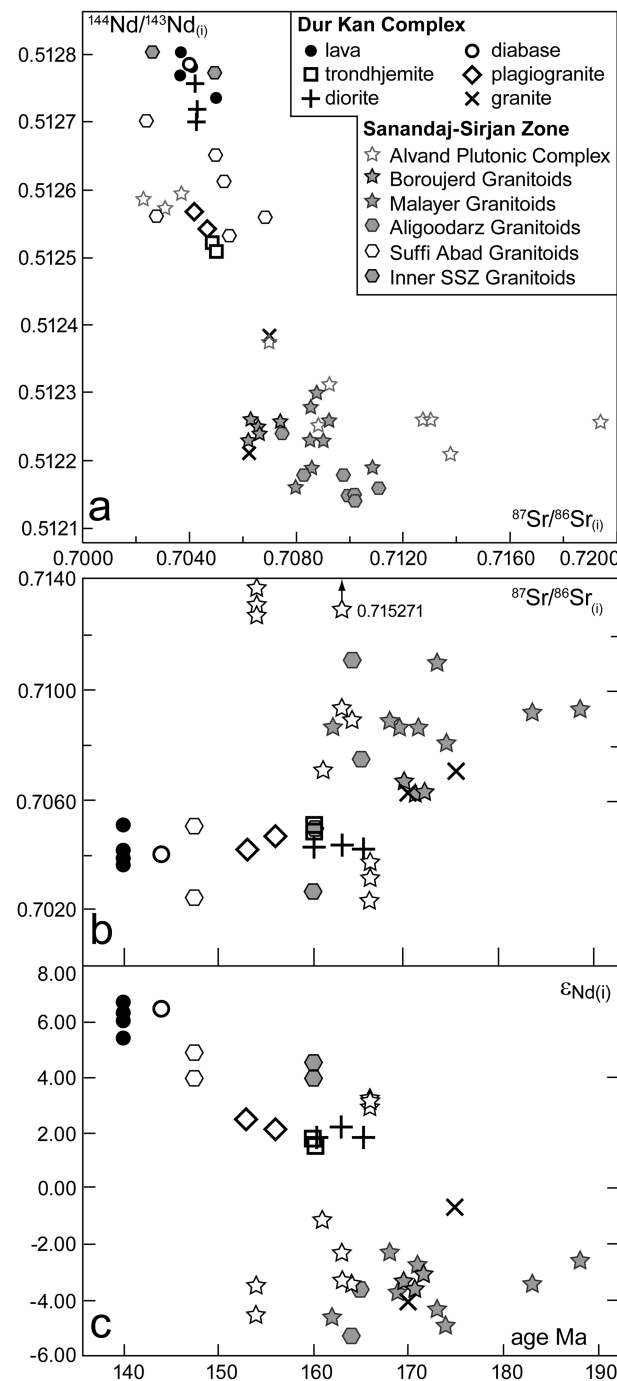 ¹⁴⁴Nd/¹⁴³Nd(i)
Dur Kan Complex
lava
diabase
trondhjemite
plagiogranite
diorite
granite
Sanandaj-Sirjan Zone
Alvand Plutonic Complex
Boroujerd Granitoids
Malayer Granitoids
Aligoodarz Granitoids
Suffi Abad Granitoids
Inner SSZ Granitoids
0.5128
0.5127
0.5126
0.5125
0.5124
0.5123
0.5122
0.5121
a
⁸⁷Sr/⁸⁶Sr(i)
0.7000 0.7040 0.7080 0.7120 0.7160 0.7200
0.7140
0.7100
0.7060
0.7020
⁸⁷Sr/⁸⁶Sr(i)
0.715271
b
8.00
6.00
4.00
2.00
0.00
-2.00
-4.00
-6.00
εNd(i)
c
age Ma
140 150 160 170 180 190